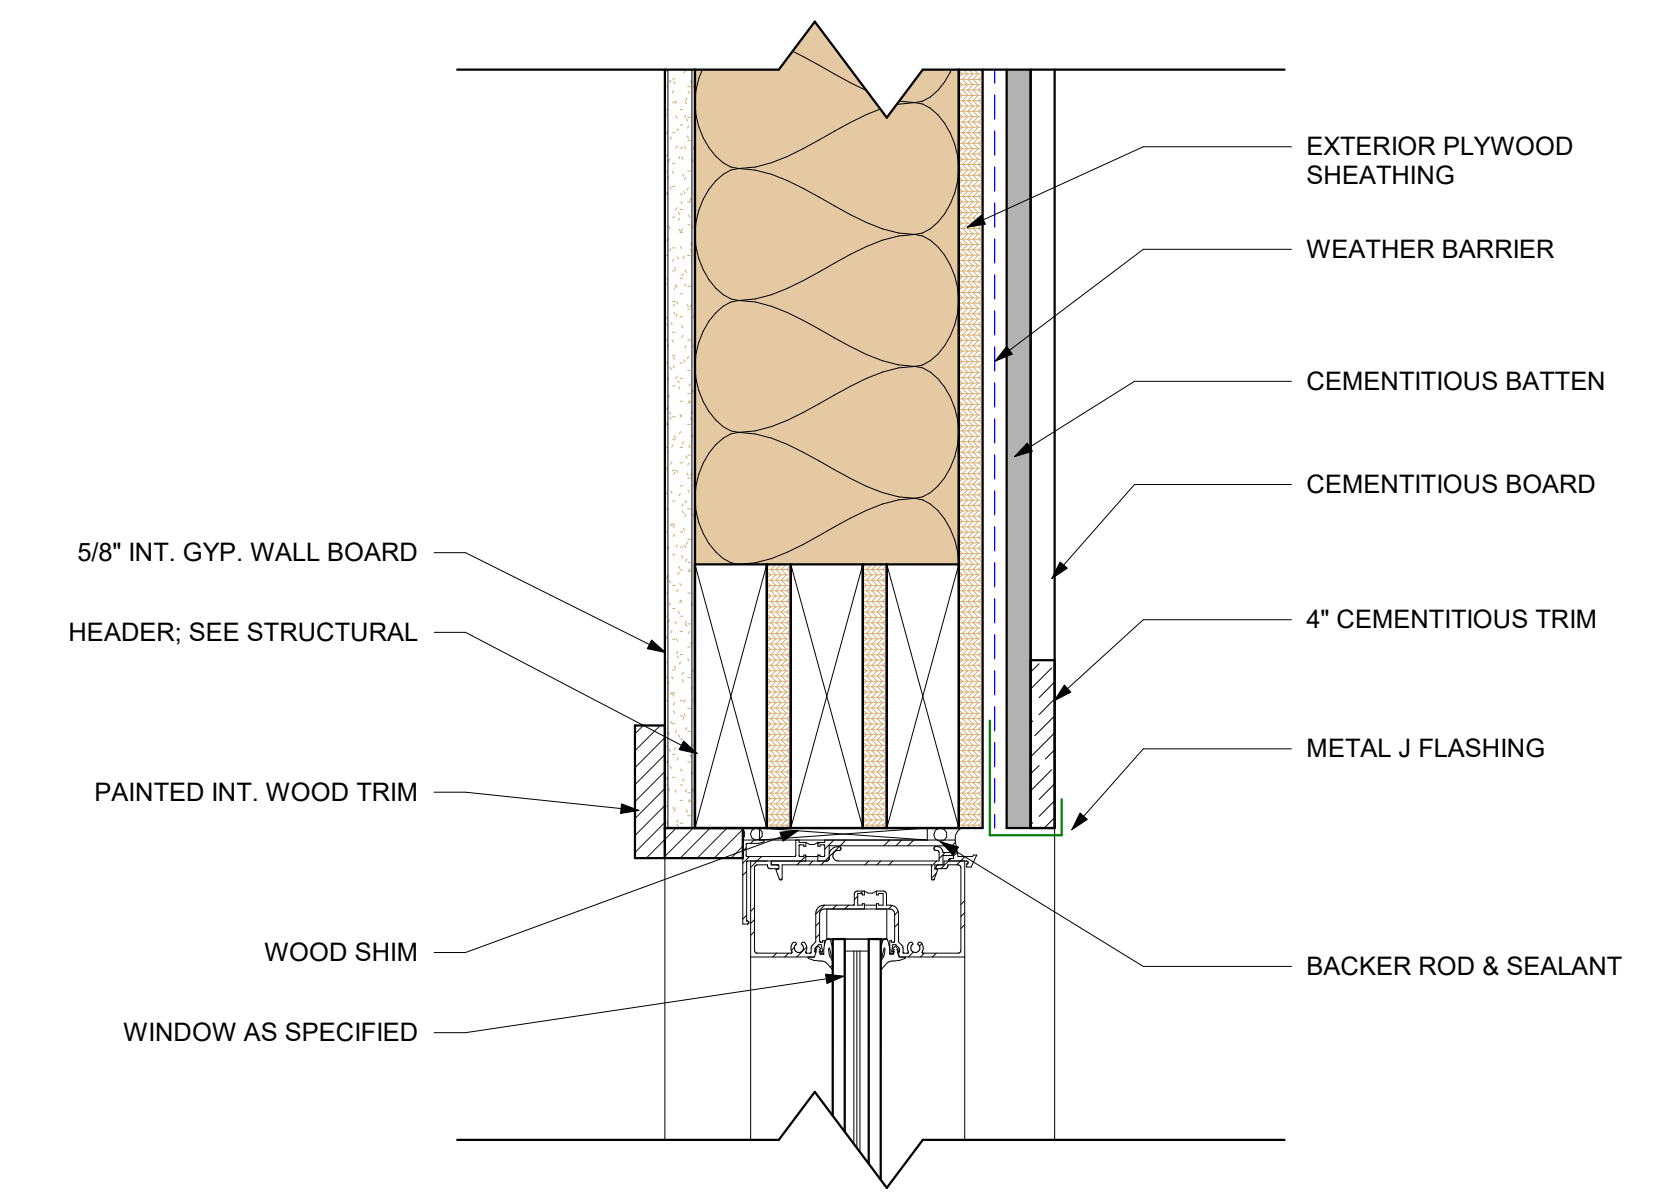 EXTERIOR PLYWOOD
SHEATHING
WEATHER BARRIER
CEMENTITIOUS BATTEN
CEMENTITIOUS BOARD
5/8" INT. GYP. WALL BOARD
4" CEMENTITIOUS TRIM
HEADER; SEE STRUCTURAL
METAL J FLASHING
PAINTED INT. WOOD TRIM
WOOD SHIM
BACKER ROD & SEALANT
WINDOW AS SPECIFIED